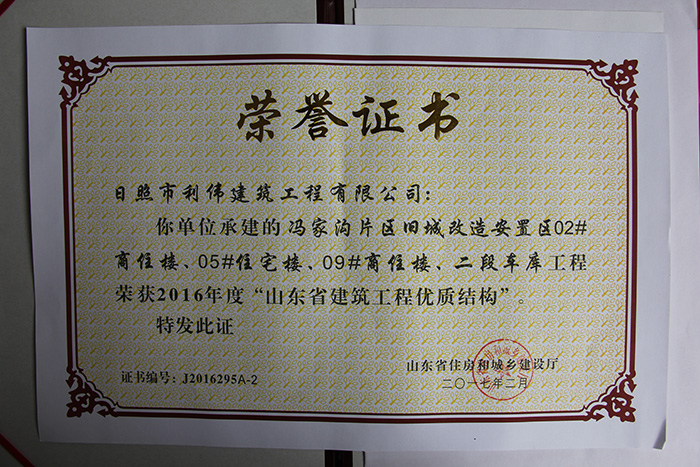 荣誉证书
日照市利伟建筑工程有限公司：
你单位承建的冯家沟片区旧城改造安置区02#
商住楼、05#住宅楼、09#商住楼、二段车库工程
荣获2016年度“山东省建筑工程优质结构”。
特发此证
山东省住房和城乡建设厅
证书编号：J2016295A-2
二〇一七年二月